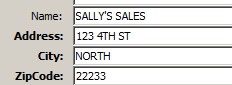 Name: SALLY'S SALES
Address: 123 4TH ST
City: NORTH
ZipCode: 22233